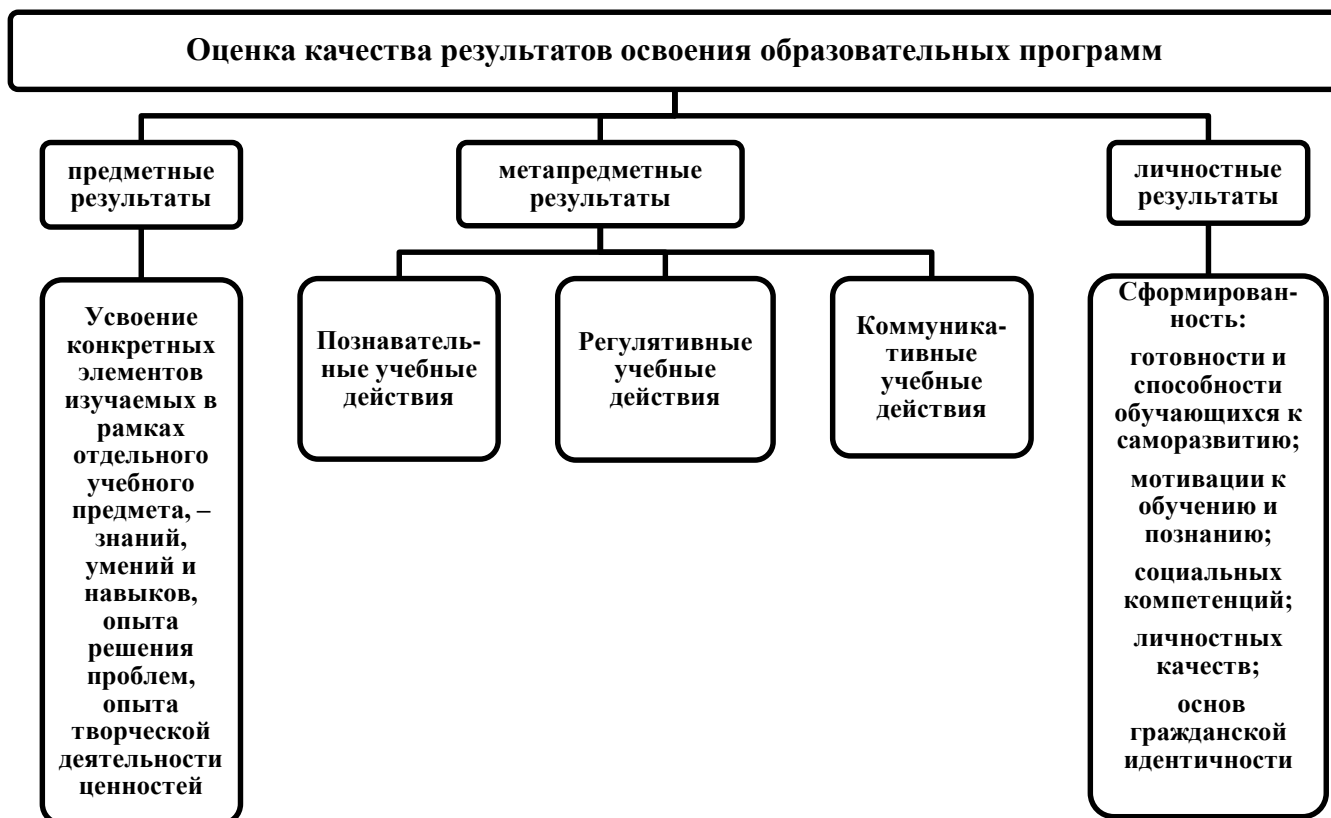 Оценка качества результатов освоения образовательных программ
предметные
результаты
метапредметные
результаты
личностные
результаты
Усвоение
конкретных
элементов
изучаемых в
рамках
отдельного
учебного
предмета, –
знаний,
умений и
навыков,
опыта
решения
проблем,
опыта
творческой
деятельности
ценностей
Познаватель-
ные учебные
действия
Регулятивные
учебные
действия
Коммуника-
тивные
учебные
действия
Сформирован-
ность:
готовности и
способности
обучающихся к
саморазвитию;
мотивации к
обучению и
познанию;
социальных
компетенций;
личностных
качеств;
основ
гражданской
идентичности